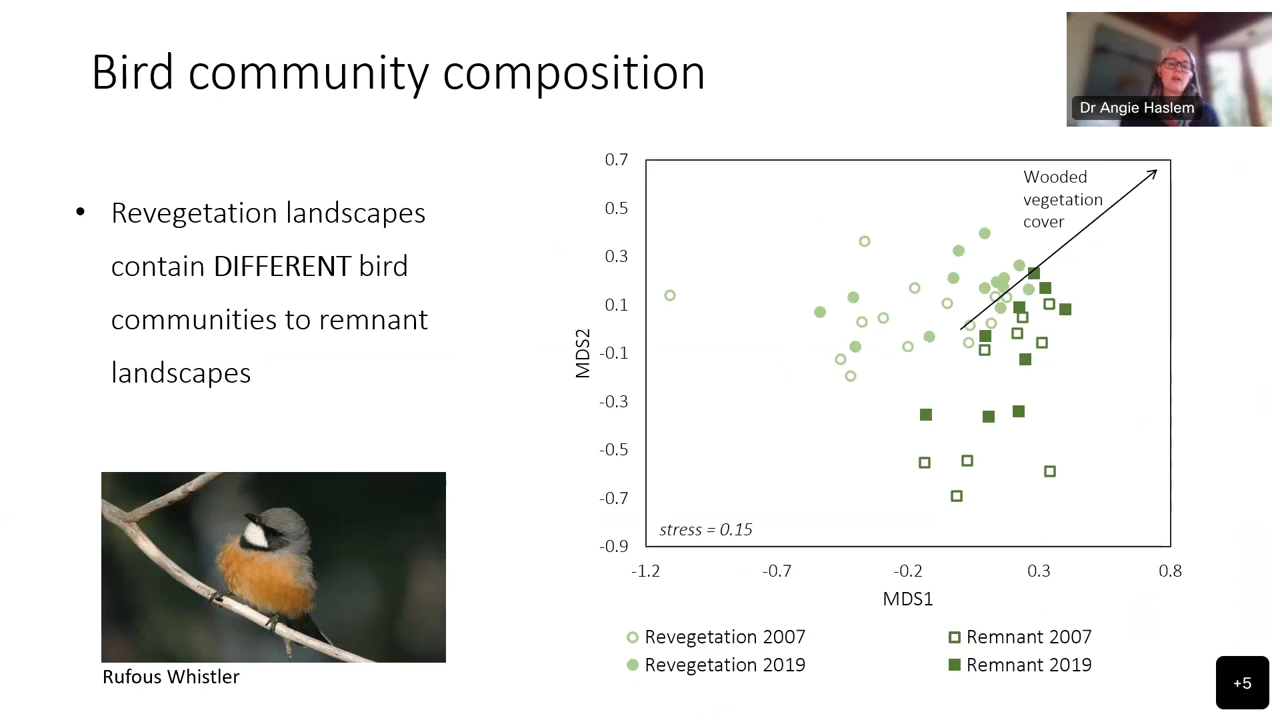 Bird community composition
Dr Angie Haslem
• Revegetation landscapes
contain DIFFERENT bird
communities to remnant
landscapes
Rufous Whistler
0.7
0.5
0.3
0.1
-0.1
-0.3
-0.5
-0.7
-0.9
MDS2
Wooded
vegetation
cover
stress = 0.15
-1.2 -0.7 -0.2 0.3 0.8
MDS1
Revegetation 2007 Remnant 2007
Revegetation 2019 Remnant 2019
+5